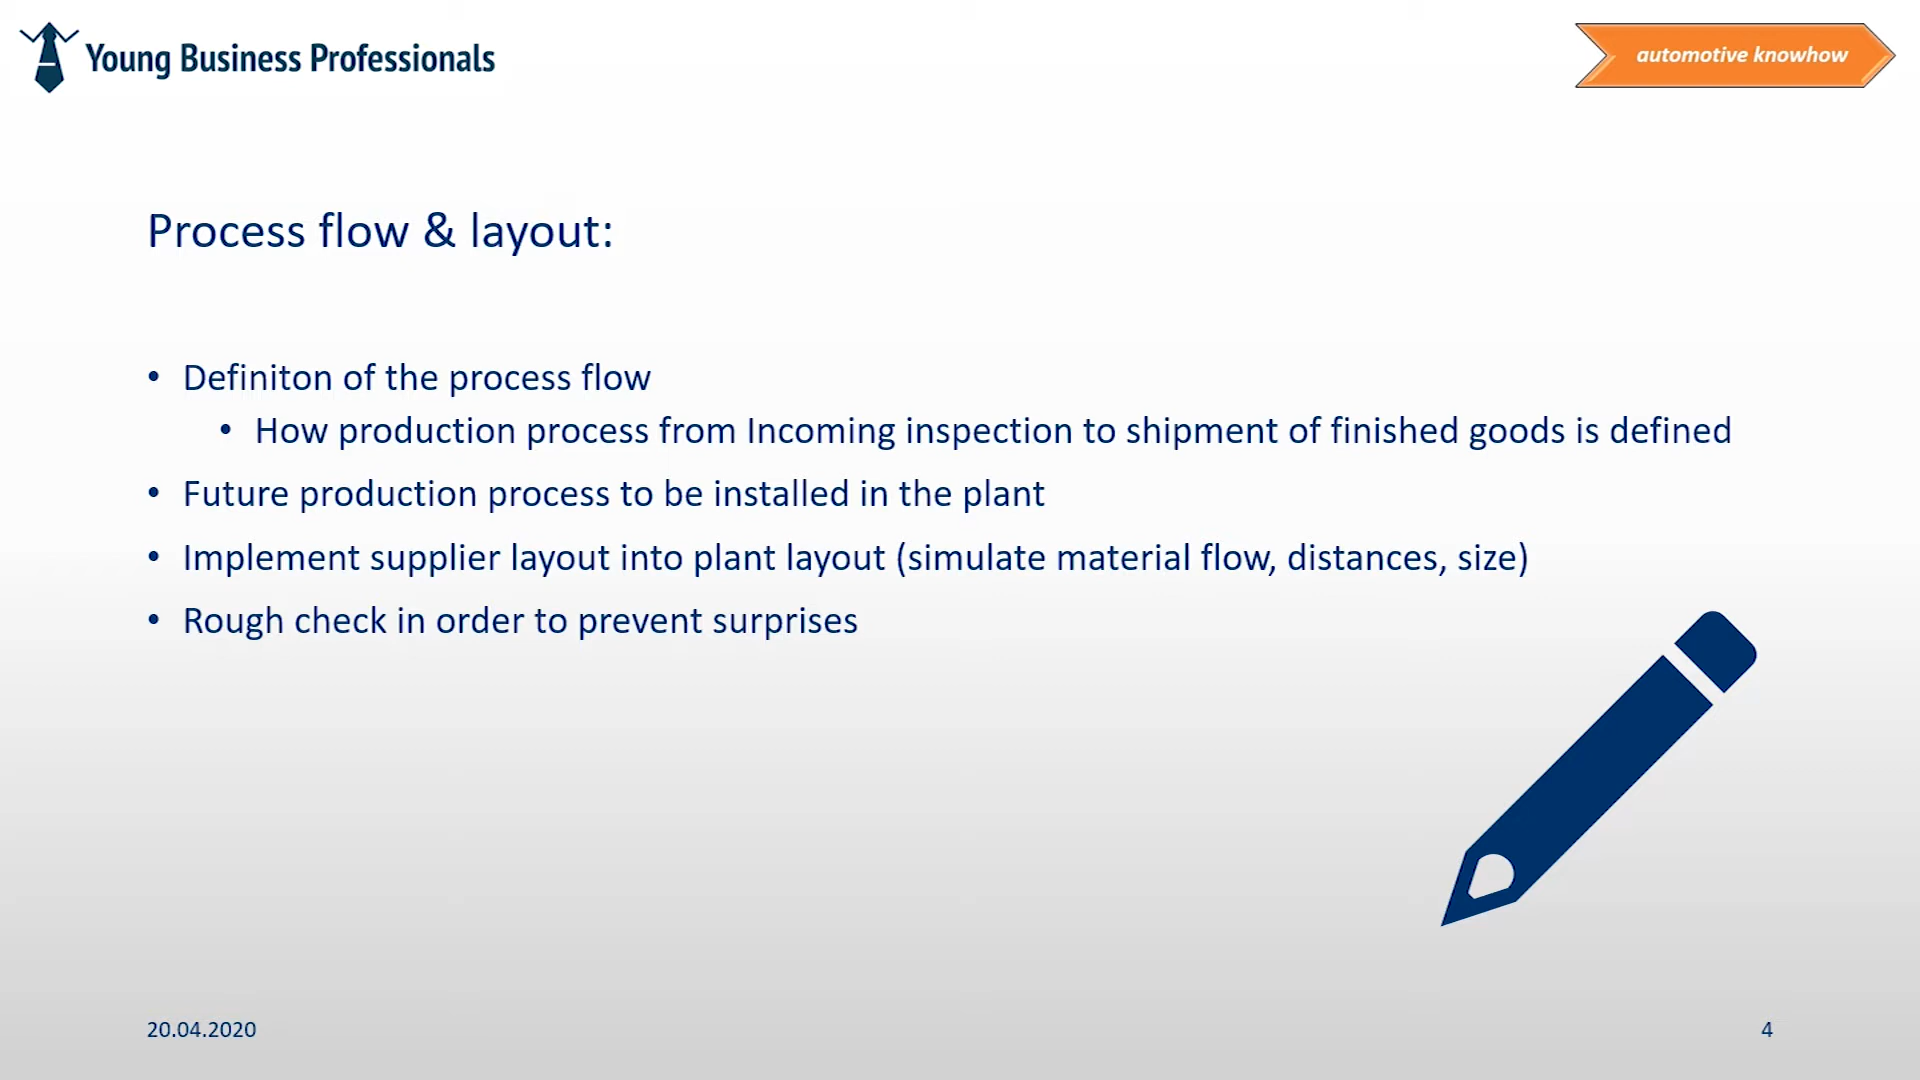 Young Business Professionals
automotive knowhow
Process flow & layout:
• Definiton of the process flow
• How production process from Incoming inspection to shipment of finished goods is defined
• Future production process to be installed in the plant
• Implement supplier layout into plant layout (simulate material flow, distances, size)
• Rough check in order to prevent surprises
20.04.2020
4